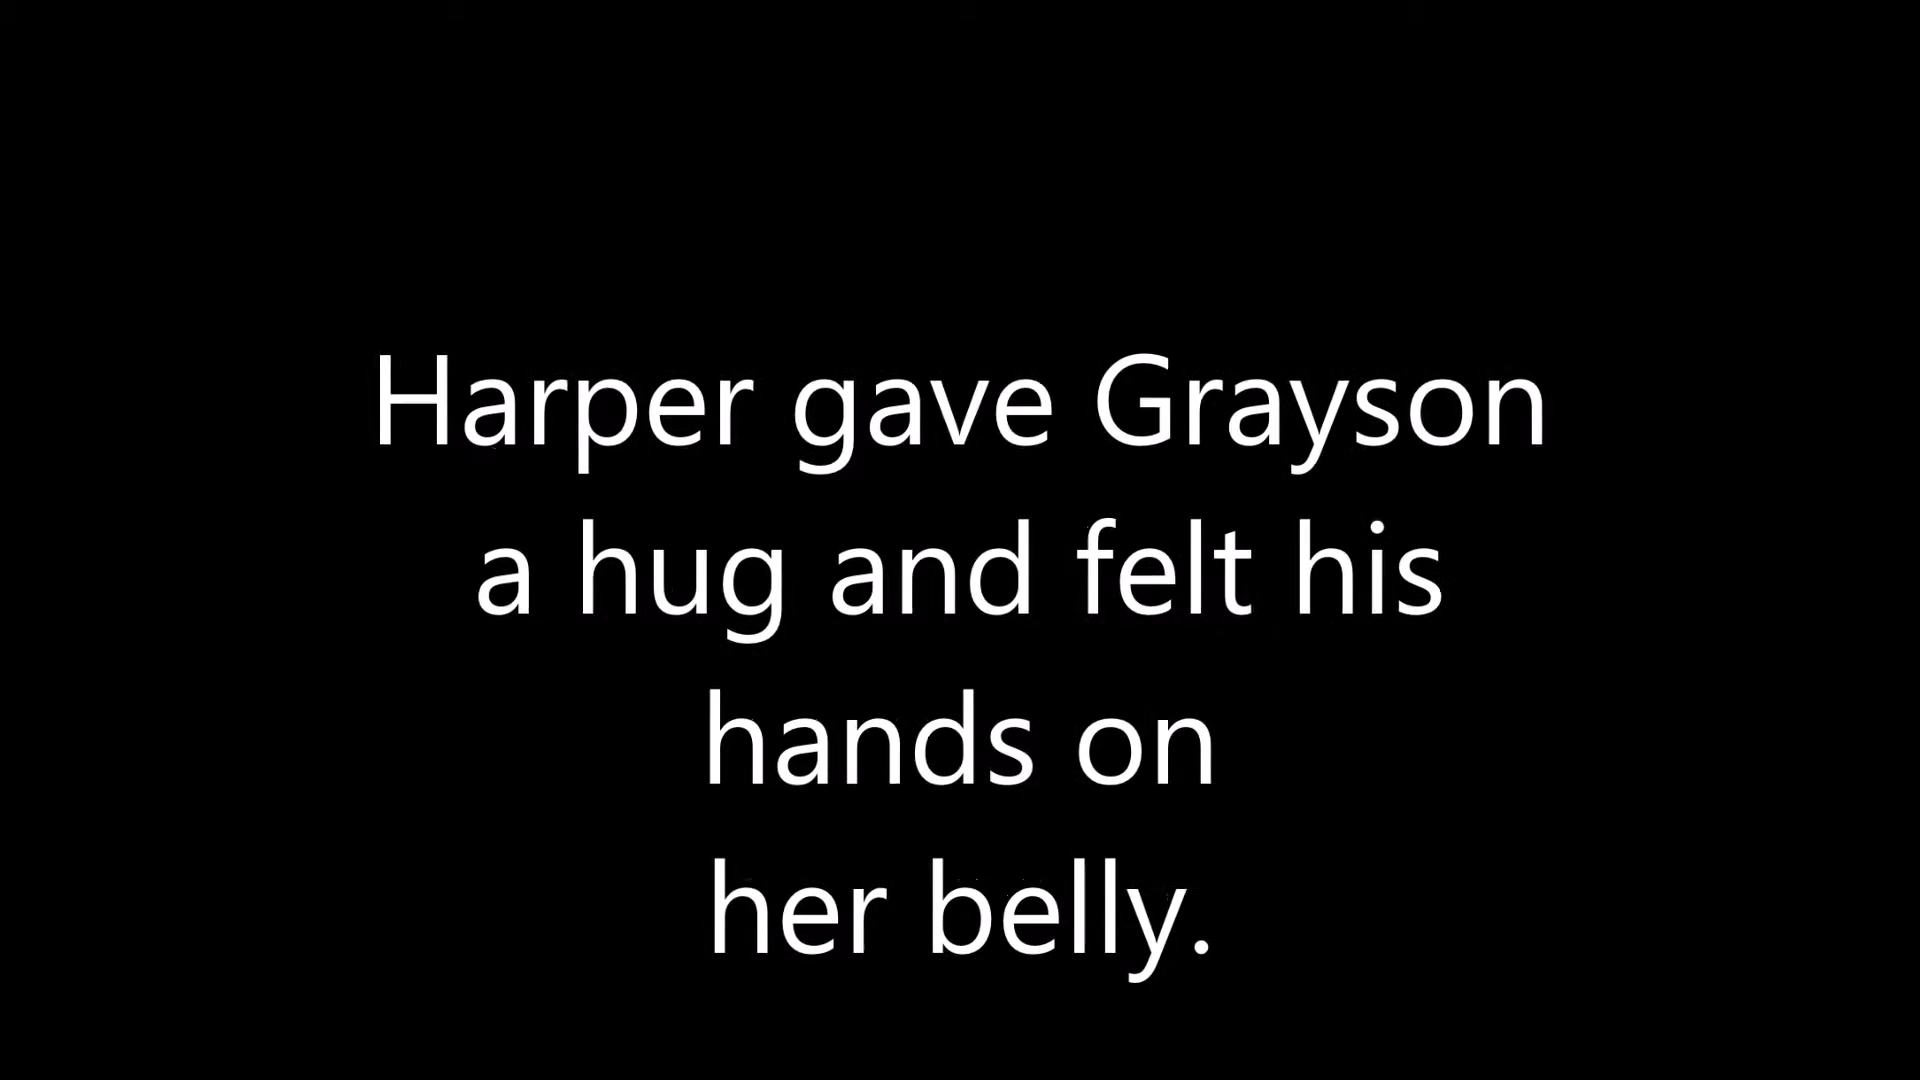 Harper gave Grayson
a hug and felt his
hands on
her belly.